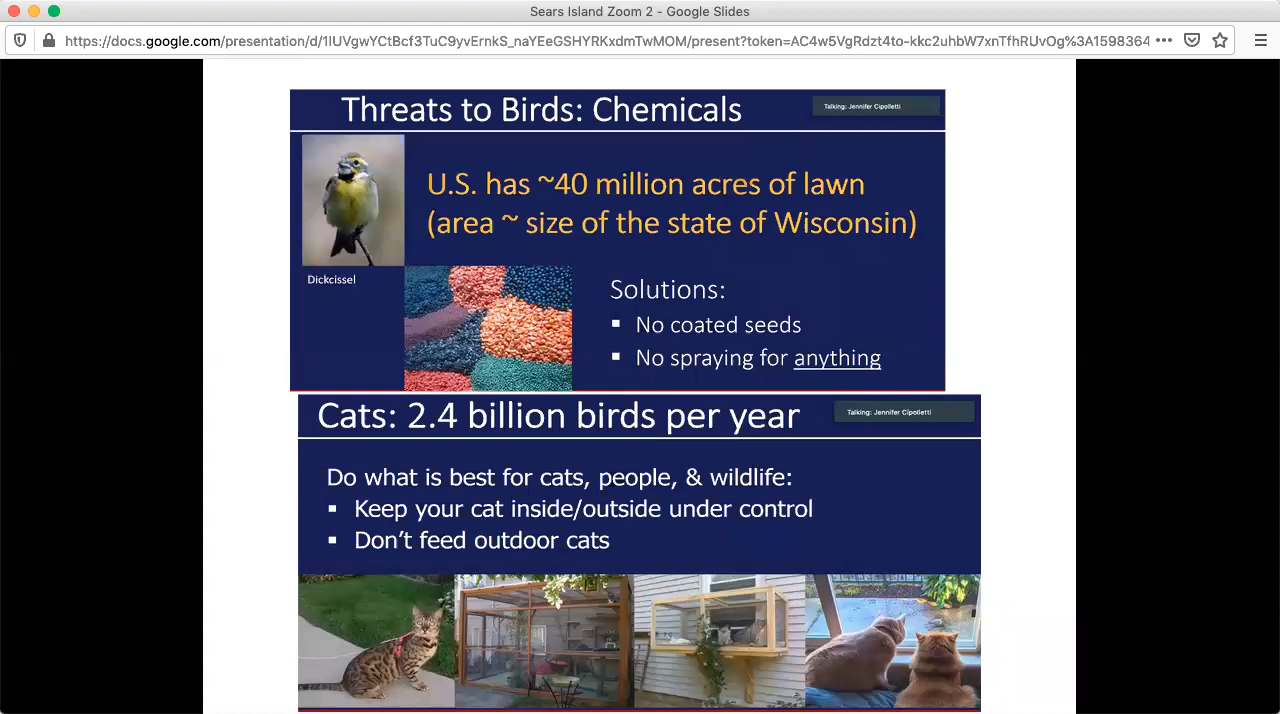 Sears Island Zoom 2 - Google Slides
https://docs.google.com/presentation/d/1IUVgwYCtBcf3TuC9yvErnkS_naYEeGSHYRKxdmTwMOM/present?token=AC4w5VgRdzt4to-kkc2uhbW7xnTfhRUvOg%3A1598364
Threats to Birds: Chemicals
Talking: Jennifer Cipolletti
U.S. has ~40 million acres of lawn
(area ~ size of the state of Wisconsin)
Dickcissel
Solutions:
▪ No coated seeds
▪ No spraying for anything
Cats: 2.4 billion birds per year
Talking: Jennifer Cipolletti
Do what is best for cats, people, & wildlife:
▪ Keep your cat inside/outside under control
▪ Don't feed outdoor cats